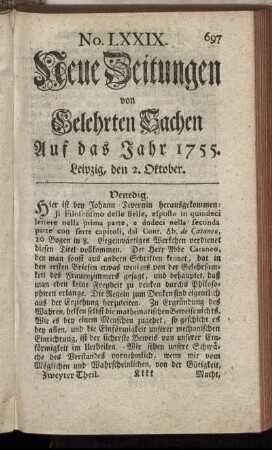 No. LXXIX. 697
Neue Zeitungen
von
Gelehrten Sachen
Auf das Jahr 1755.
Leipzig, den 2. Oktober.
Venedig.
Hier ist bey Johann Tevernin herausgekommen:
Il Filosofismo delle Belle, esposto in quindeci
lettere nella prima parte, e dodeci nella seconda
parte con sette capitoli, dal Cont. Ab. de Cataneo,
10 Bogen in 8. Gegenwärtiges Werkchen verdienet
diesen Titel vollkommen. Der Herr Abbe Cataneo,
den man sonst aus andern Schriften kennet, hat in
den ersten Briefen etwas weniges von der Gelehrsam-
keit des Frauenzimmers gesagt, und behauptet, daß
man eben keine Freyheit zu denken durchs Philoso-
phiren erlange. Die Regeln zum Denken sind eigentlich
aus der Erziehung herzuleiten. Zu Ergründung des
Wahren, helfen selbst die mathematischen Beweise nichts.
Wie es bey einem Menschen zugehet, so geschieht es
bey allen, und die Einförmigkeit unserer mechanischen
Einrichtung, ist der sicherste Beweis von unserer Ein-
förmigkeit im Urtheilen. Wir sehen unsere Schwä-
che des Verstandes vornehmlich, wenn wir vom
Möglichen und Wahrscheinlichen, von der Gütigkeit,
Zweyter Theil. Kkkk Macht,